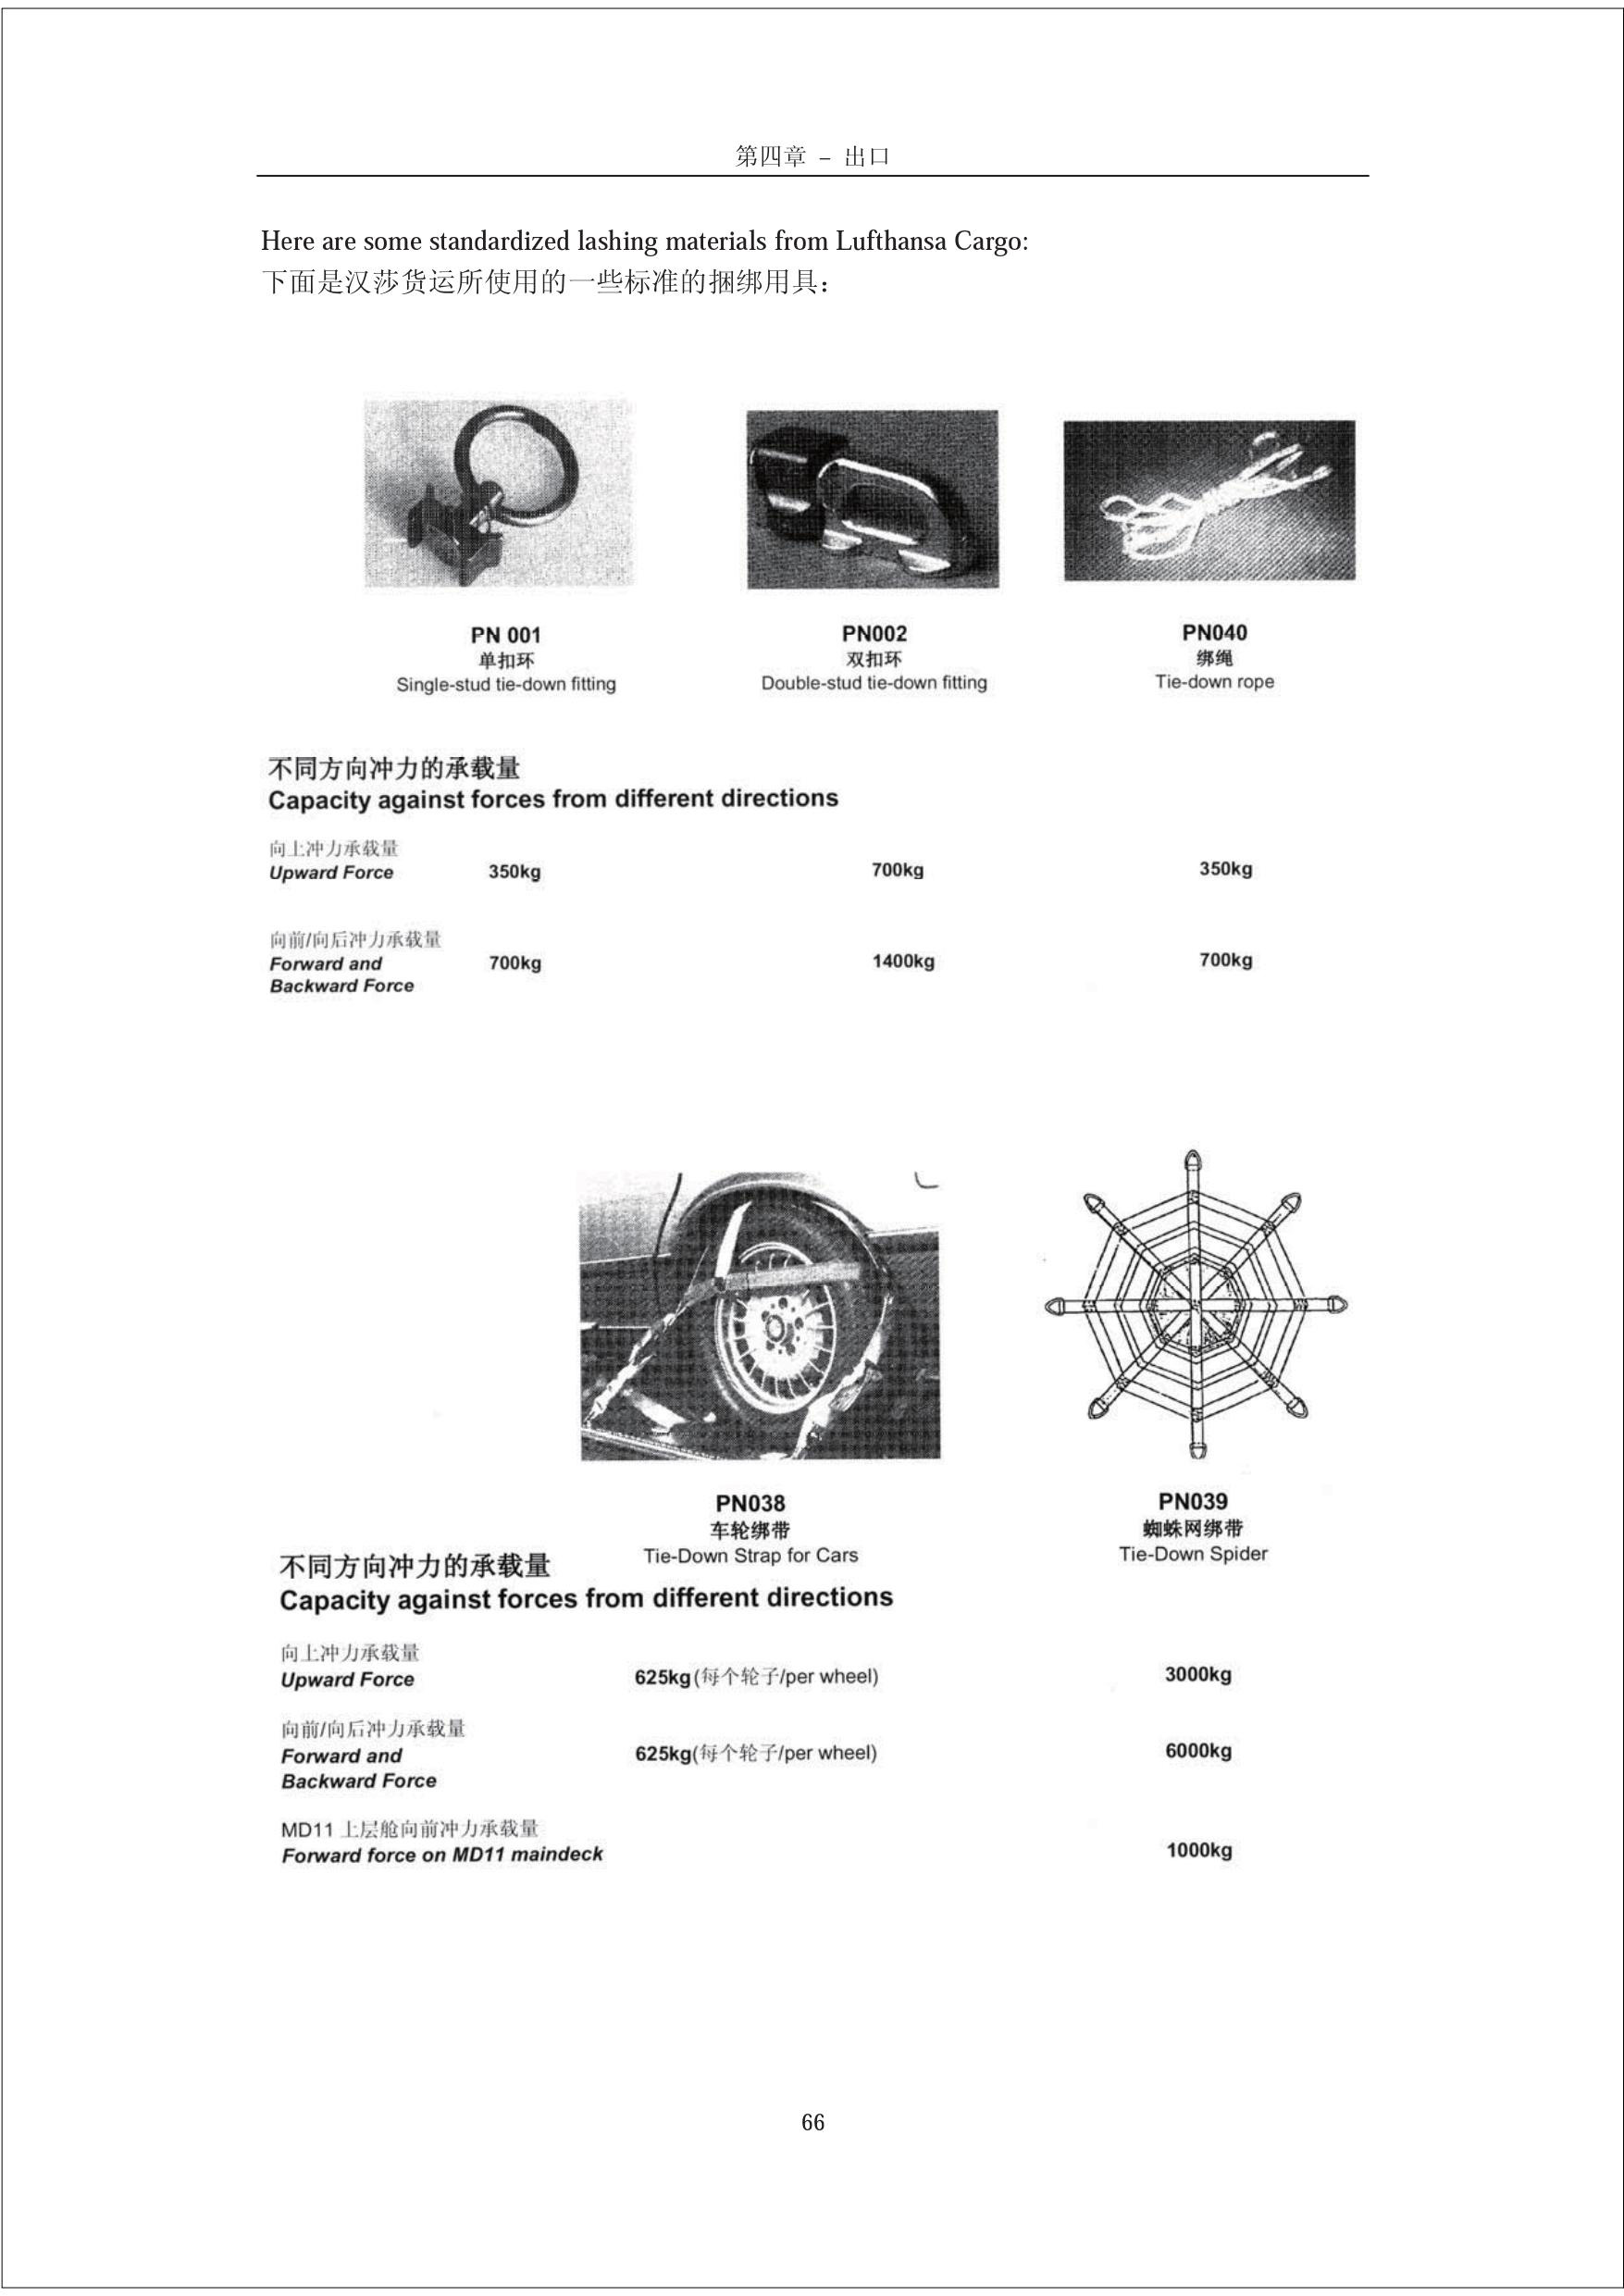 第四章 – 出口
Here are some standardized lashing materials from Lufthansa Cargo:
下面是汉莎货运所使用的一些标准的捆绑用具：
PN 001
单扣环
Single-stud tie-down fitting
PN002
双扣环
Double-stud tie-down fitting
PN040
绑绳
Tie-down rope
不同方向冲力的承载量
Capacity against forces from different directions
向上冲力承载量
Upward Force 350kg 700kg 350kg
向前/向后冲力承载量
Forward and 700kg 1400kg 700kg
Backward Force
PN038
车轮绑带
Tie-Down Strap for Cars
PN039
蜘蛛网绑带
Tie-Down Spider
不同方向冲力的承载量
Capacity against forces from different directions
向上冲力承载量
Upward Force 625kg(每个轮子/per wheel) 3000kg
向前/向后冲力承载量
Forward and 625kg(每个轮子/per wheel) 6000kg
Backward Force
MD11 上层舱向前冲力承载量
Forward force on MD11 maindeck 1000kg
66